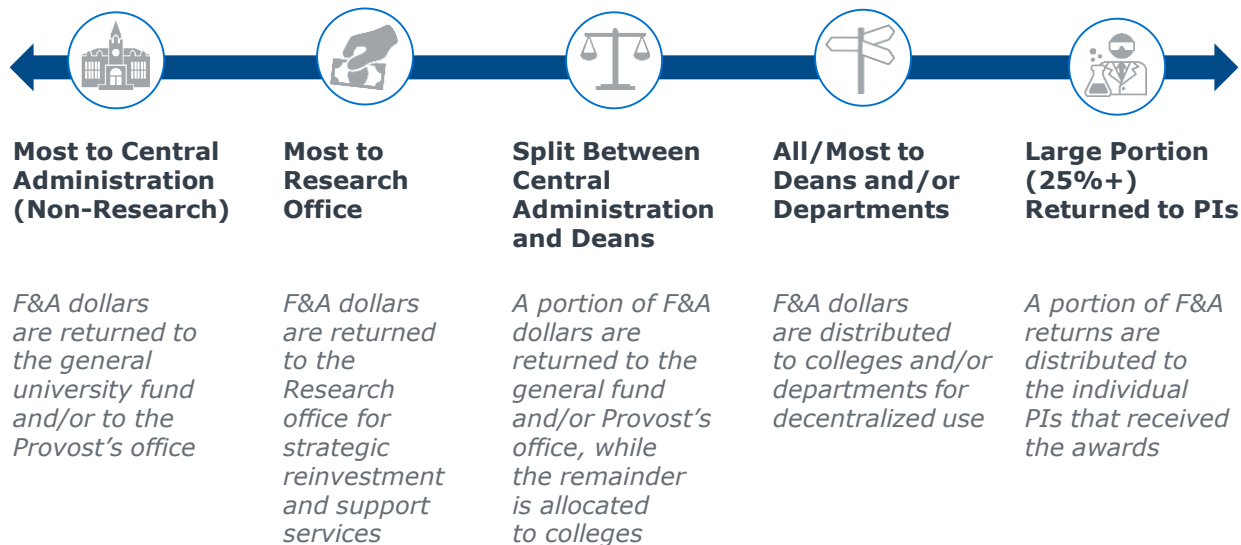 Most to Central
Administration
(Non-Research)
F&A dollars
are returned to
the general
university fund
and/or to the
Provost's office
Most to
Research
Office
F&A dollars
are returned
to the
Research
office for
strategic
reinvestment
and support
services
Split Between
Central
Administration
and Deans
A portion of F&A
dollars are
returned to the
general fund
and/or Provost's
office, while
the remainder
is allocated
to colleges
All/Most to
Deans and/or
Departments
F&A dollars
are distributed
to colleges and/or
departments for
decentralized use
Large Portion
(25%+)
Returned to PIs
A portion of F&A
returns are
distributed to
the individual
PIs that received
the awards